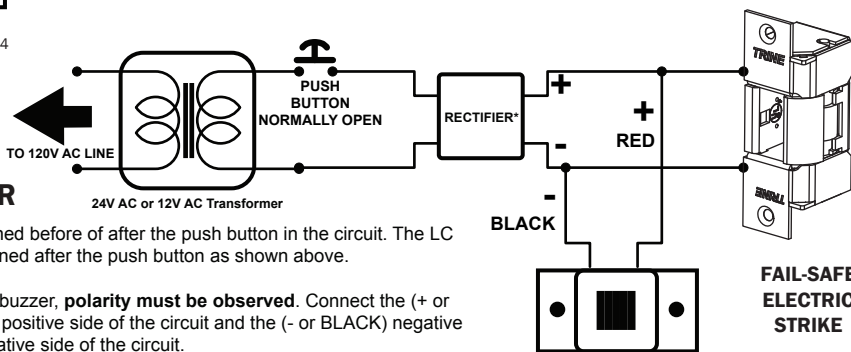 4
PUSH
BUTTON
NORMALLY OPEN
RECTIFIER*
+
-
+
RED
TRINE
TO 120V AC LINE
24V AC or 12V AC Transformer
-
BLACK
TRINE
R
ned before of after the push button in the circuit. The LC
ned after the push button as shown above.
buzzer, polarity must be observed. Connect the (+ or
positive side of the circuit and the (- or BLACK) negative
ative side of the circuit.
FAIL-SAFE
ELECTRIC
STRIKE